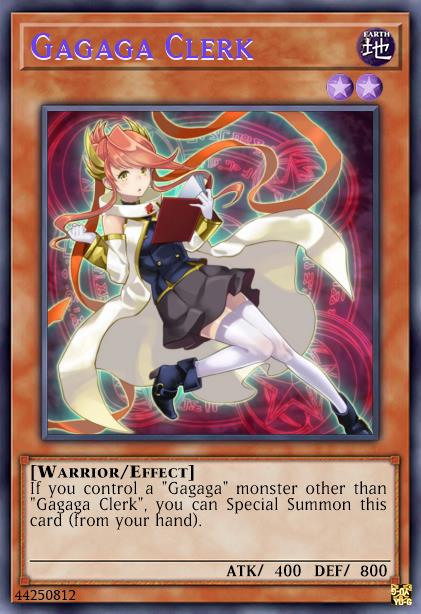 Gagaga Clerk
EARTH
地
[Warrior/Effect]
If you control a "Gagaga" monster other than
"Gagaga Clerk", you can Special Summon this
card (from your hand).
ATK/ 400 DEF/ 800
44250812